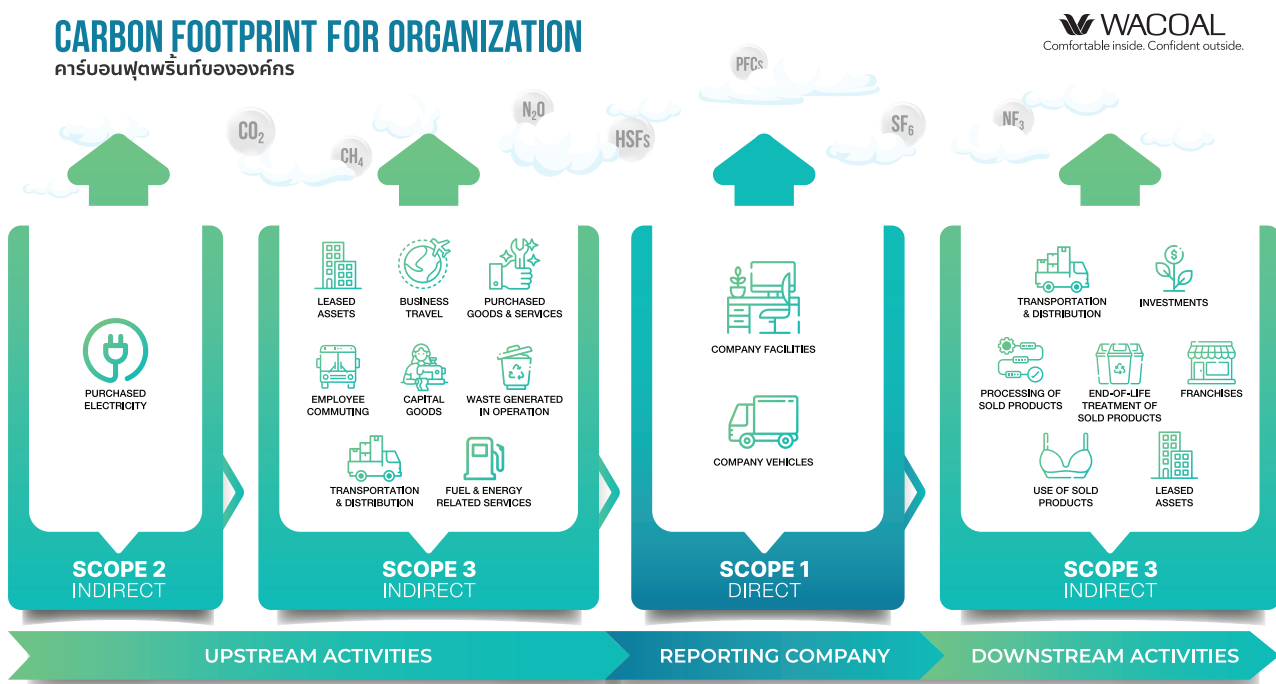 CARBON FOOTPRINT FOR ORGANIZATION
คาร์บอนฟุตพริ้นท์ขององค์กร
WACOAL
Comfortable inside. Confident outside.
CO₂
CH₄
N₂O
HSFs
PFCs
SF₆
NF₃
PURCHASED
ELECTRICITY
SCOPE 2
INDIRECT
LEASED
ASSETS
BUSINESS
TRAVEL
PURCHASED
GOODS & SERVICES
EMPLOYEE
COMMUTING
CAPITAL
GOODS
WASTE GENERATED
IN OPERATION
TRANSPORTATION
& DISTRIBUTION
FUEL & ENERGY
RELATED SERVICES
SCOPE 3
INDIRECT
COMPANY FACILITIES
COMPANY VEHICLES
SCOPE 1
DIRECT
TRANSPORTATION
& DISTRIBUTION
$
INVESTMENTS
PROCESSING OF
SOLD PRODUCTS
END-OF-LIFE
TREATMENT OF
SOLD PRODUCTS
FRANCHISES
USE OF SOLD
PRODUCTS
LEASED
ASSETS
SCOPE 3
INDIRECT
UPSTREAM ACTIVITIES
REPORTING COMPANY
DOWNSTREAM ACTIVITIES